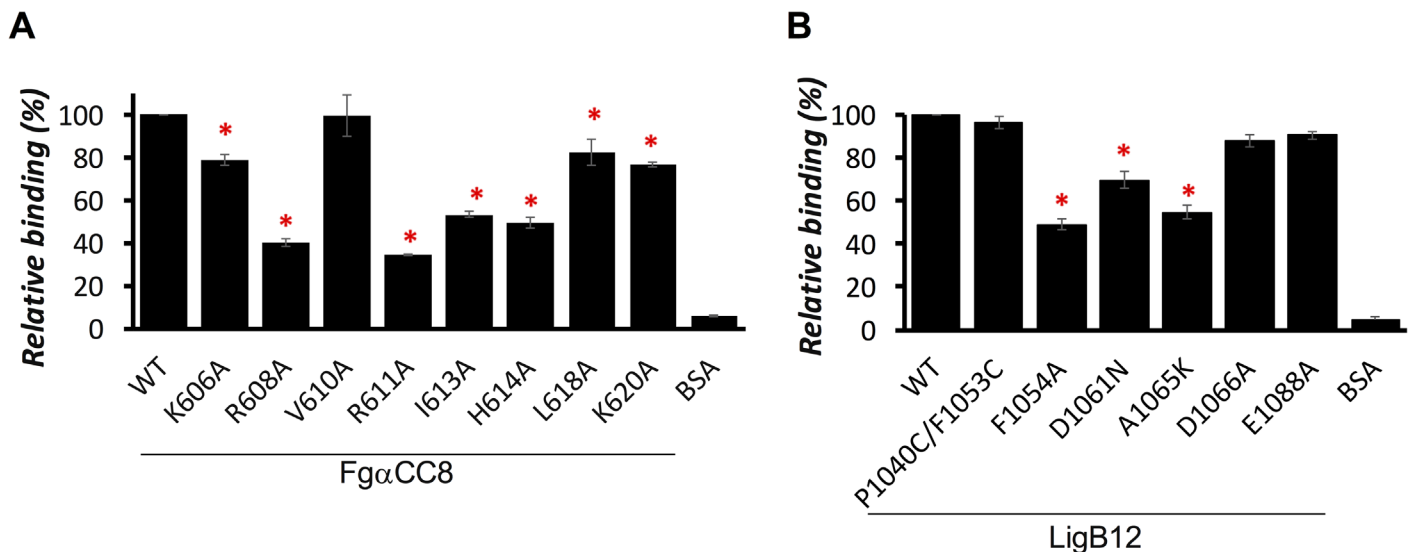 A
Relative binding (%)
100
80
60
40
20
0
*
*
*
*
*
*
*
WT
K606A
R608A
V610A
R611A
I613A
H614A
L618A
K620A
BSA
FgαCC8
B
Relative binding (%)
100
80
60
40
20
0
*
*
*
WT
P1040C/F1053C
F1054A
D1061N
A1065K
D1066A
E1088A
BSA
LigB12